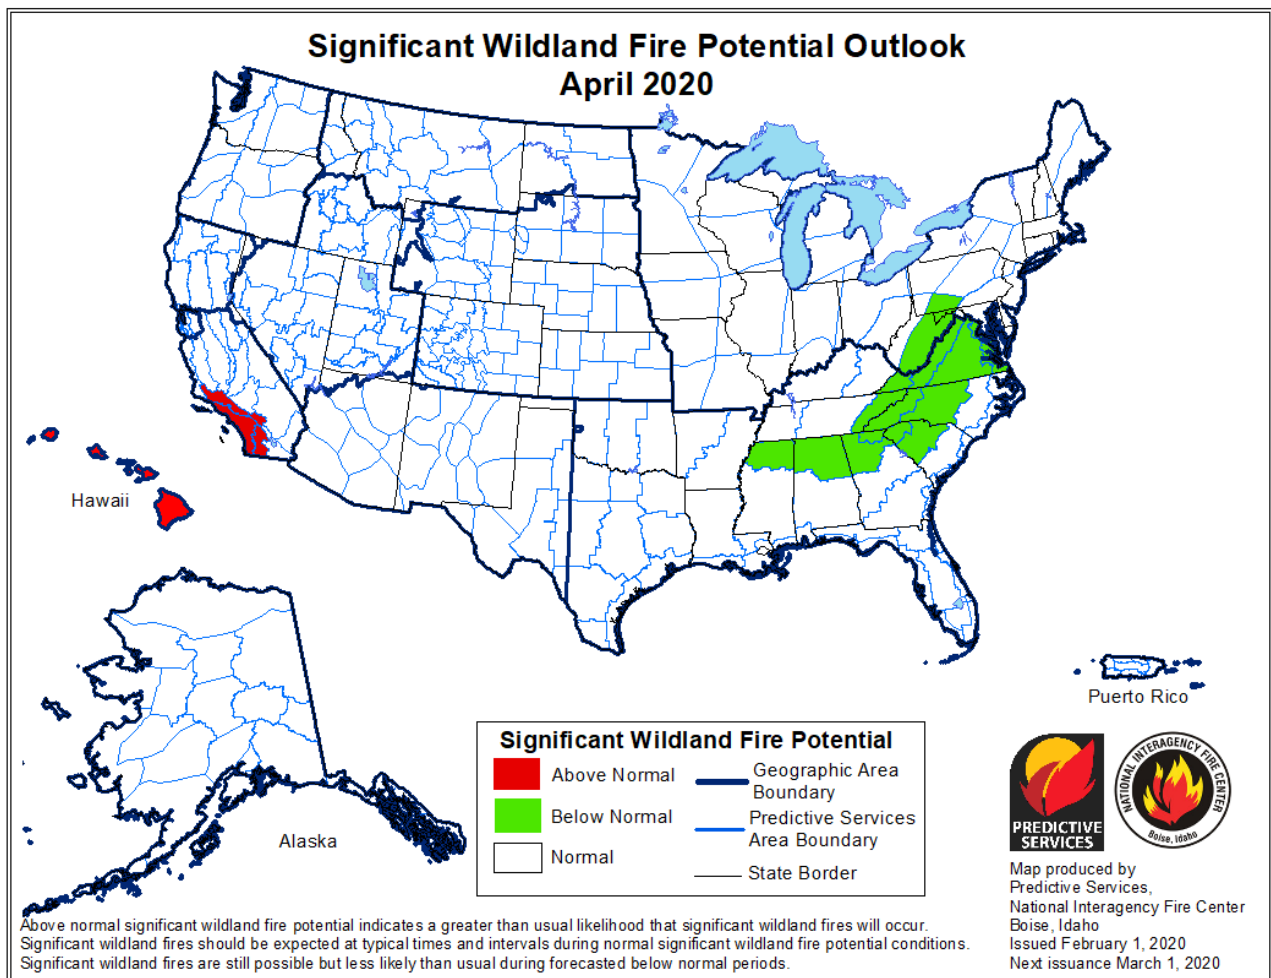 Significant Wildland Fire Potential Outlook
April 2020
Hawaii
Alaska
Puerto Rico
Significant Wildland Fire Potential
Above Normal
Below Normal
Normal
Geographic Area
Boundary
Predictive Services
Area Boundary
State Border
PREDICTIVE
SERVICES
NATIONAL INTERAGENCY FIRE CENTER
Boise, Idaho
Map produced by
Predictive Services,
National Interagency Fire Center
Boise, Idaho
Issued February 1, 2020
Next issuance March 1, 2020
Above normal significant wildland fire potential indicates a greater than usual likelihood that significant wildland fires will occur.
Significant wildland fires should be expected at typical times and intervals during normal significant wildland fire potential conditions.
Significant wildland fires are still possible but less likely than usual during forecasted below normal periods.